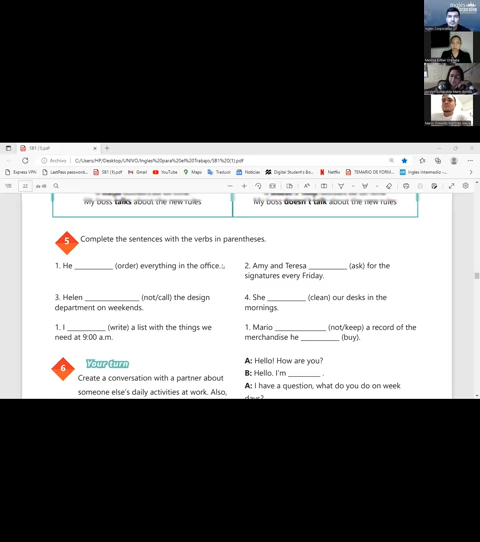 Inglés Corporativo
SB1 (1).pdf
Archivo C:/Users/HP/Desktop/UNIVO/Ingles%20para%20el%20Trabajo/SB1%20(1).pdf
Express VPN LastPass password... SB1 (1).pdf Gmail YouTube Maps Traducir Noticias Digital Student's Bo... Netflix TEMARIO DE FORM... Inglés Intermedio -...
22 de 48
My boss talks about the new rules
My boss doesn't talk about the new rules
5 Complete the sentences with the verbs in parentheses.
1. He __________ (order) everything in the office.
2. Amy and Teresa __________ (ask) for the
signatures every Friday.
3. Helen ______________ (not/call) the design
department on weekends.
4. She __________ (clean) our desks in the
mornings.
1. I __________ (write) a list with the things we
need at 9:00 a.m.
1. Mario ______________ (not/keep) a record of the
merchandise he __________ (buy).
6 Your turn
Create a conversation with a partner about
someone else's daily activities at work. Also,
A: Hello! How are you?
B: Hello. I'm ________ .
A: I have a question, what do you do on week
days?